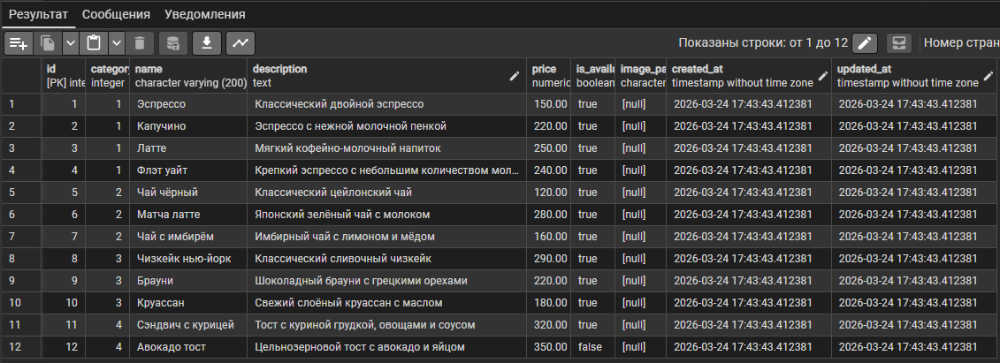 Результат Сообщения Уведомления
Показаны строки: от 1 до 12 Номер стран
id category name description price is_availa image_pa created_at updated_at
[PK] inte integer character varying (200) text numeric boolean character timestamp without time zone timestamp without time zone
1 1 1 Эспрессо Классический двойной эспрессо 150.00 true [null] 2026-03-24 17:43:43.412381 2026-03-24 17:43:43.412381
2 2 1 Капучино Эспрессо с нежной молочной пенкой 220.00 true [null] 2026-03-24 17:43:43.412381 2026-03-24 17:43:43.412381
3 3 1 Латте Мягкий кофейно-молочный напиток 250.00 true [null] 2026-03-24 17:43:43.412381 2026-03-24 17:43:43.412381
4 4 1 Флэт уайт Крепкий эспрессо с небольшим количеством мол... 240.00 true [null] 2026-03-24 17:43:43.412381 2026-03-24 17:43:43.412381
5 5 2 Чай чёрный Классический цейлонский чай 120.00 true [null] 2026-03-24 17:43:43.412381 2026-03-24 17:43:43.412381
6 6 2 Матча латте Японский зелёный чай с молоком 280.00 true [null] 2026-03-24 17:43:43.412381 2026-03-24 17:43:43.412381
7 7 2 Чай с имбирём Имбирный чай с лимоном и мёдом 160.00 true [null] 2026-03-24 17:43:43.412381 2026-03-24 17:43:43.412381
8 8 3 Чизкейк нью-йорк Классический сливочный чизкейк 290.00 true [null] 2026-03-24 17:43:43.412381 2026-03-24 17:43:43.412381
9 9 3 Брауни Шоколадный брауни с грецкими орехами 220.00 true [null] 2026-03-24 17:43:43.412381 2026-03-24 17:43:43.412381
10 10 3 Круассан Свежий слоёный круассан с маслом 180.00 true [null] 2026-03-24 17:43:43.412381 2026-03-24 17:43:43.412381
11 11 4 Сэндвич с курицей Тост с куриной грудкой, овощами и соусом 320.00 true [null] 2026-03-24 17:43:43.412381 2026-03-24 17:43:43.412381
12 12 4 Авокадо тост Цельнозерновой тост с авокадо и яйцом 350.00 false [null] 2026-03-24 17:43:43.412381 2026-03-24 17:43:43.412381